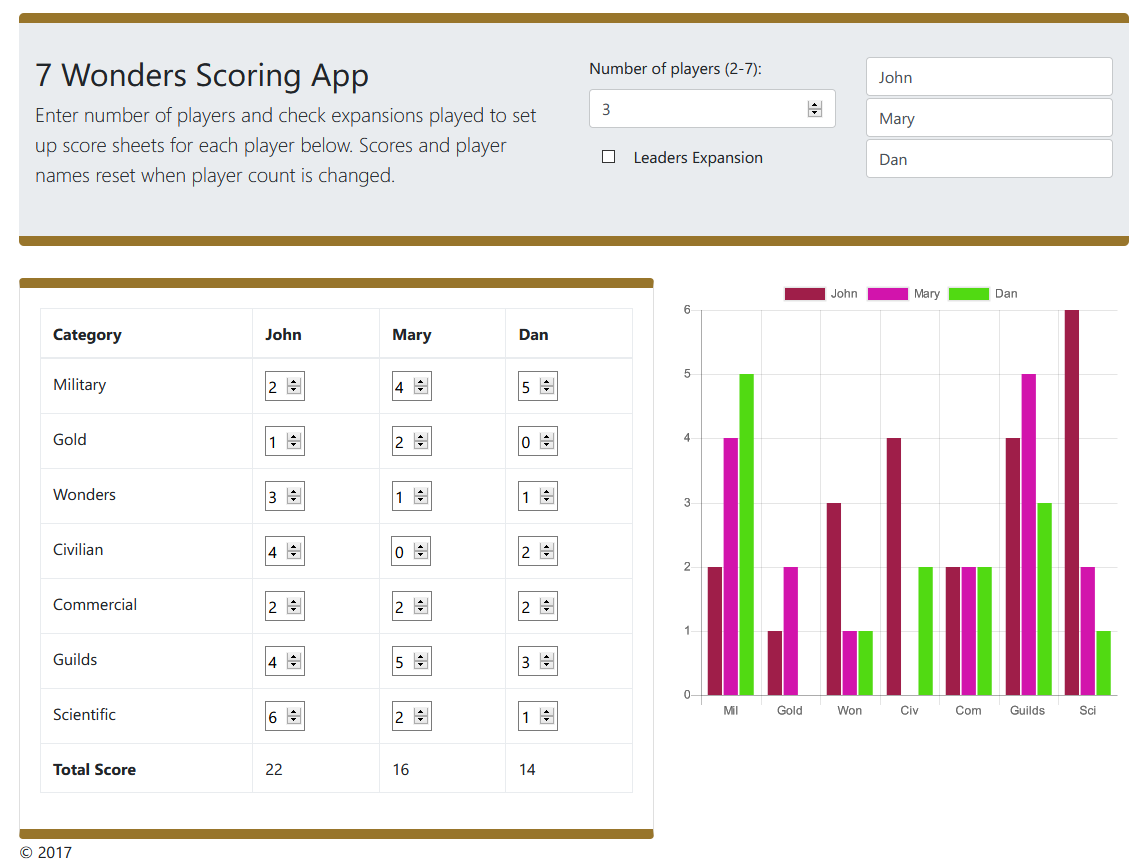 7 Wonders Scoring App
Enter number of players and check expansions played to set
up score sheets for each player below. Scores and player
names reset when player count is changed.
Number of players (2-7):
3
Leaders Expansion
John
Mary
Dan
Category John Mary Dan
Military 2 4 5
Gold 1 2 0
Wonders 3 1 1
Civilian 4 0 2
Commercial 2 2 2
Guilds 4 5 3
Scientific 6 2 1
Total Score 22 16 14
John Mary Dan
6
5
4
3
2
1
0
Mil Gold Won Civ Com Guilds Sci
© 2017